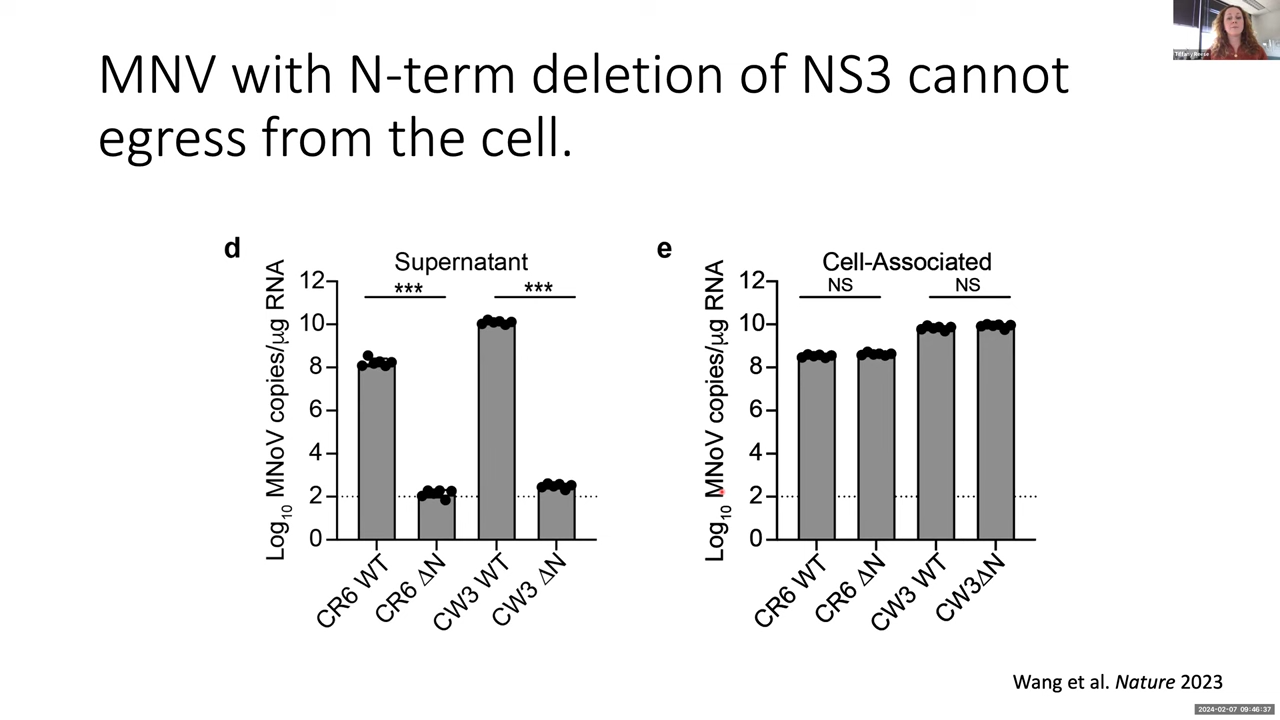 MNV with N-term deletion of NS3 cannot
egress from the cell.
d
Supernatant
Log10 MNoV copies/μg RNA
12
10
8
6
4
2
0
***
***
CR6 WT
CR6 ΔN
CW3 WT
CW3 ΔN
e
Cell-Associated
Log10 MNoV copies/μg RNA
12
10
8
6
4
2
0
NS
NS
CR6 WT
CR6 ΔN
CW3 WT
CW3ΔN
Wang et al. Nature 2023
Tiffany Reese
2024-02-07 09:46:37